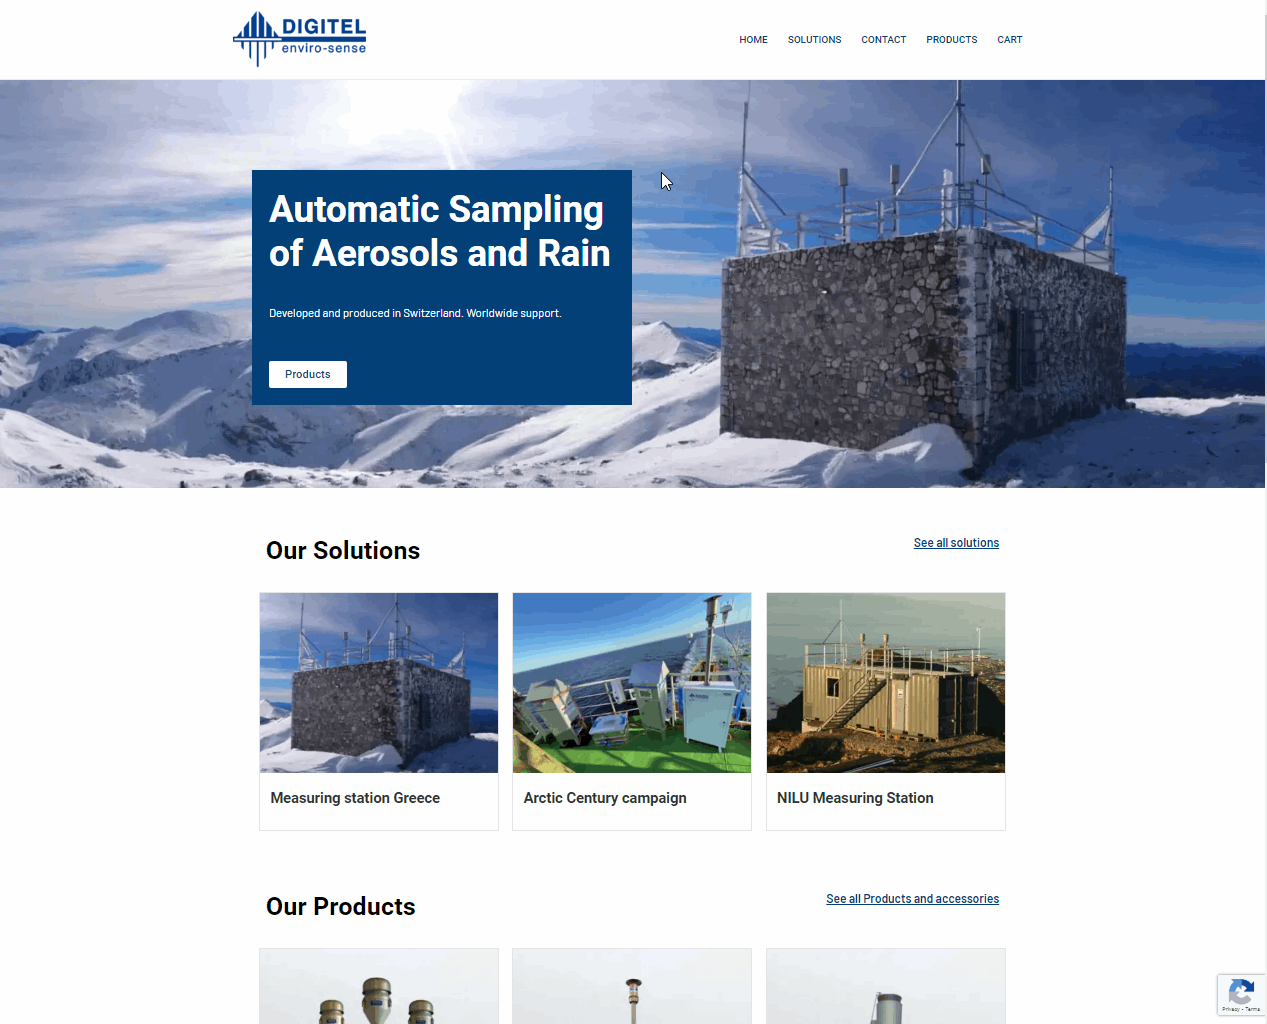 DIGITEL
enviro-sense
HOME SOLUTIONS CONTACT PRODUCTS CART
Automatic Sampling
of Aerosols and Rain
Developed and produced in Switzerland. Worldwide support.
Products
Our Solutions
See all solutions
Measuring station Greece
Arctic Century campaign
NILU Measuring Station
Our Products
See all Products and accessories
Privacy - Terms